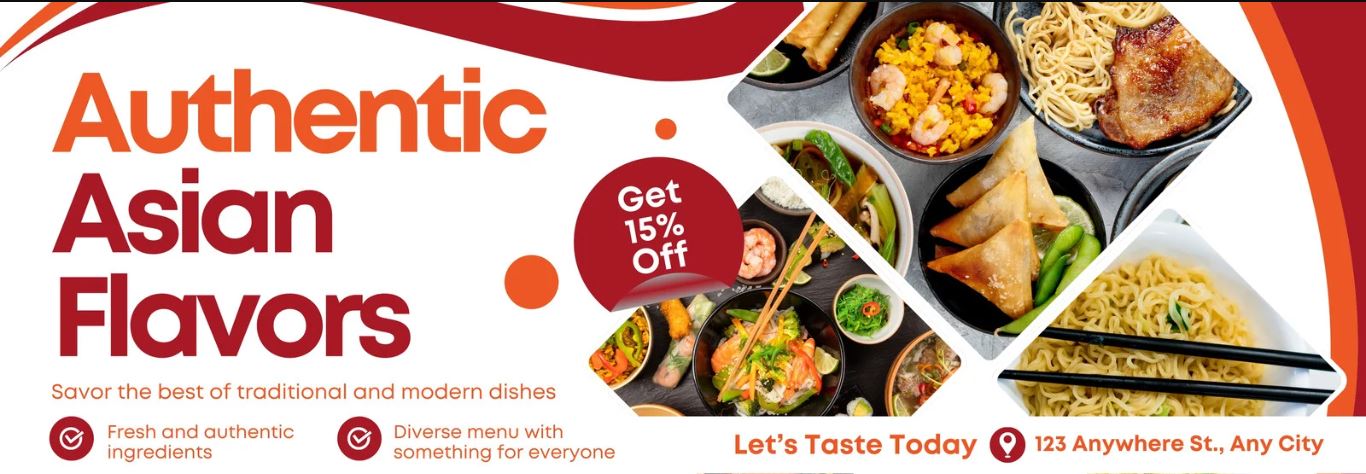 Authentic
Asian
Flavors
Savor the best of traditional and modern dishes
Fresh and authentic
ingredients
Diverse menu with
something for everyone
Get
15%
Off
Let's Taste Today
123 Anywhere St., Any City